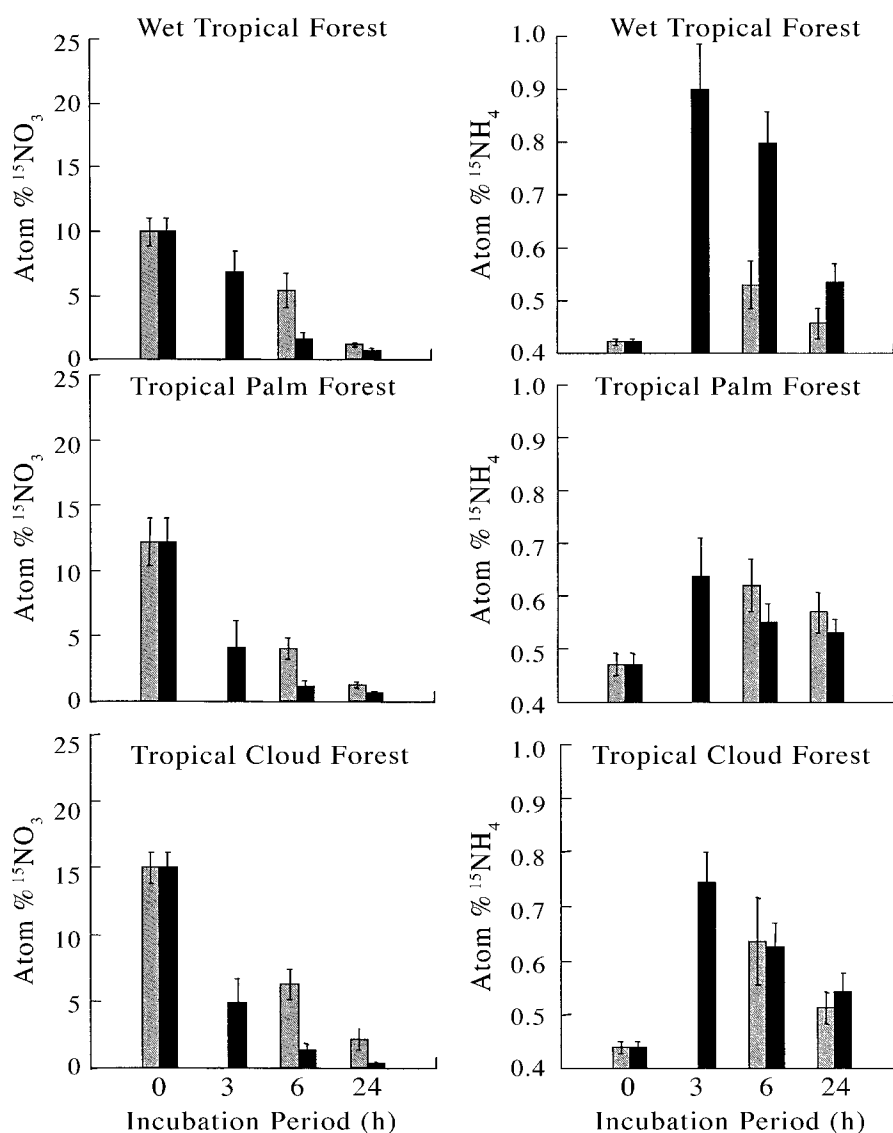 Wet Tropical Forest
25
20
15
10
5
0
Atom % ¹⁵NO₃
Wet Tropical Forest
1.0
0.9
0.8
0.7
0.6
0.5
0.4
Atom % ¹⁵NH₄
Tropical Palm Forest
25
20
15
10
5
0
Atom % ¹⁵NO₃
Tropical Palm Forest
1.0
0.9
0.8
0.7
0.6
0.5
0.4
Atom % ¹⁵NH₄
Tropical Cloud Forest
25
20
15
10
5
0
Atom % ¹⁵NO₃
0 3 6 24
Incubation Period (h)
Tropical Cloud Forest
1.0
0.9
0.8
0.7
0.6
0.5
0.4
Atom % ¹⁵NH₄
0 3 6 24
Incubation Period (h)